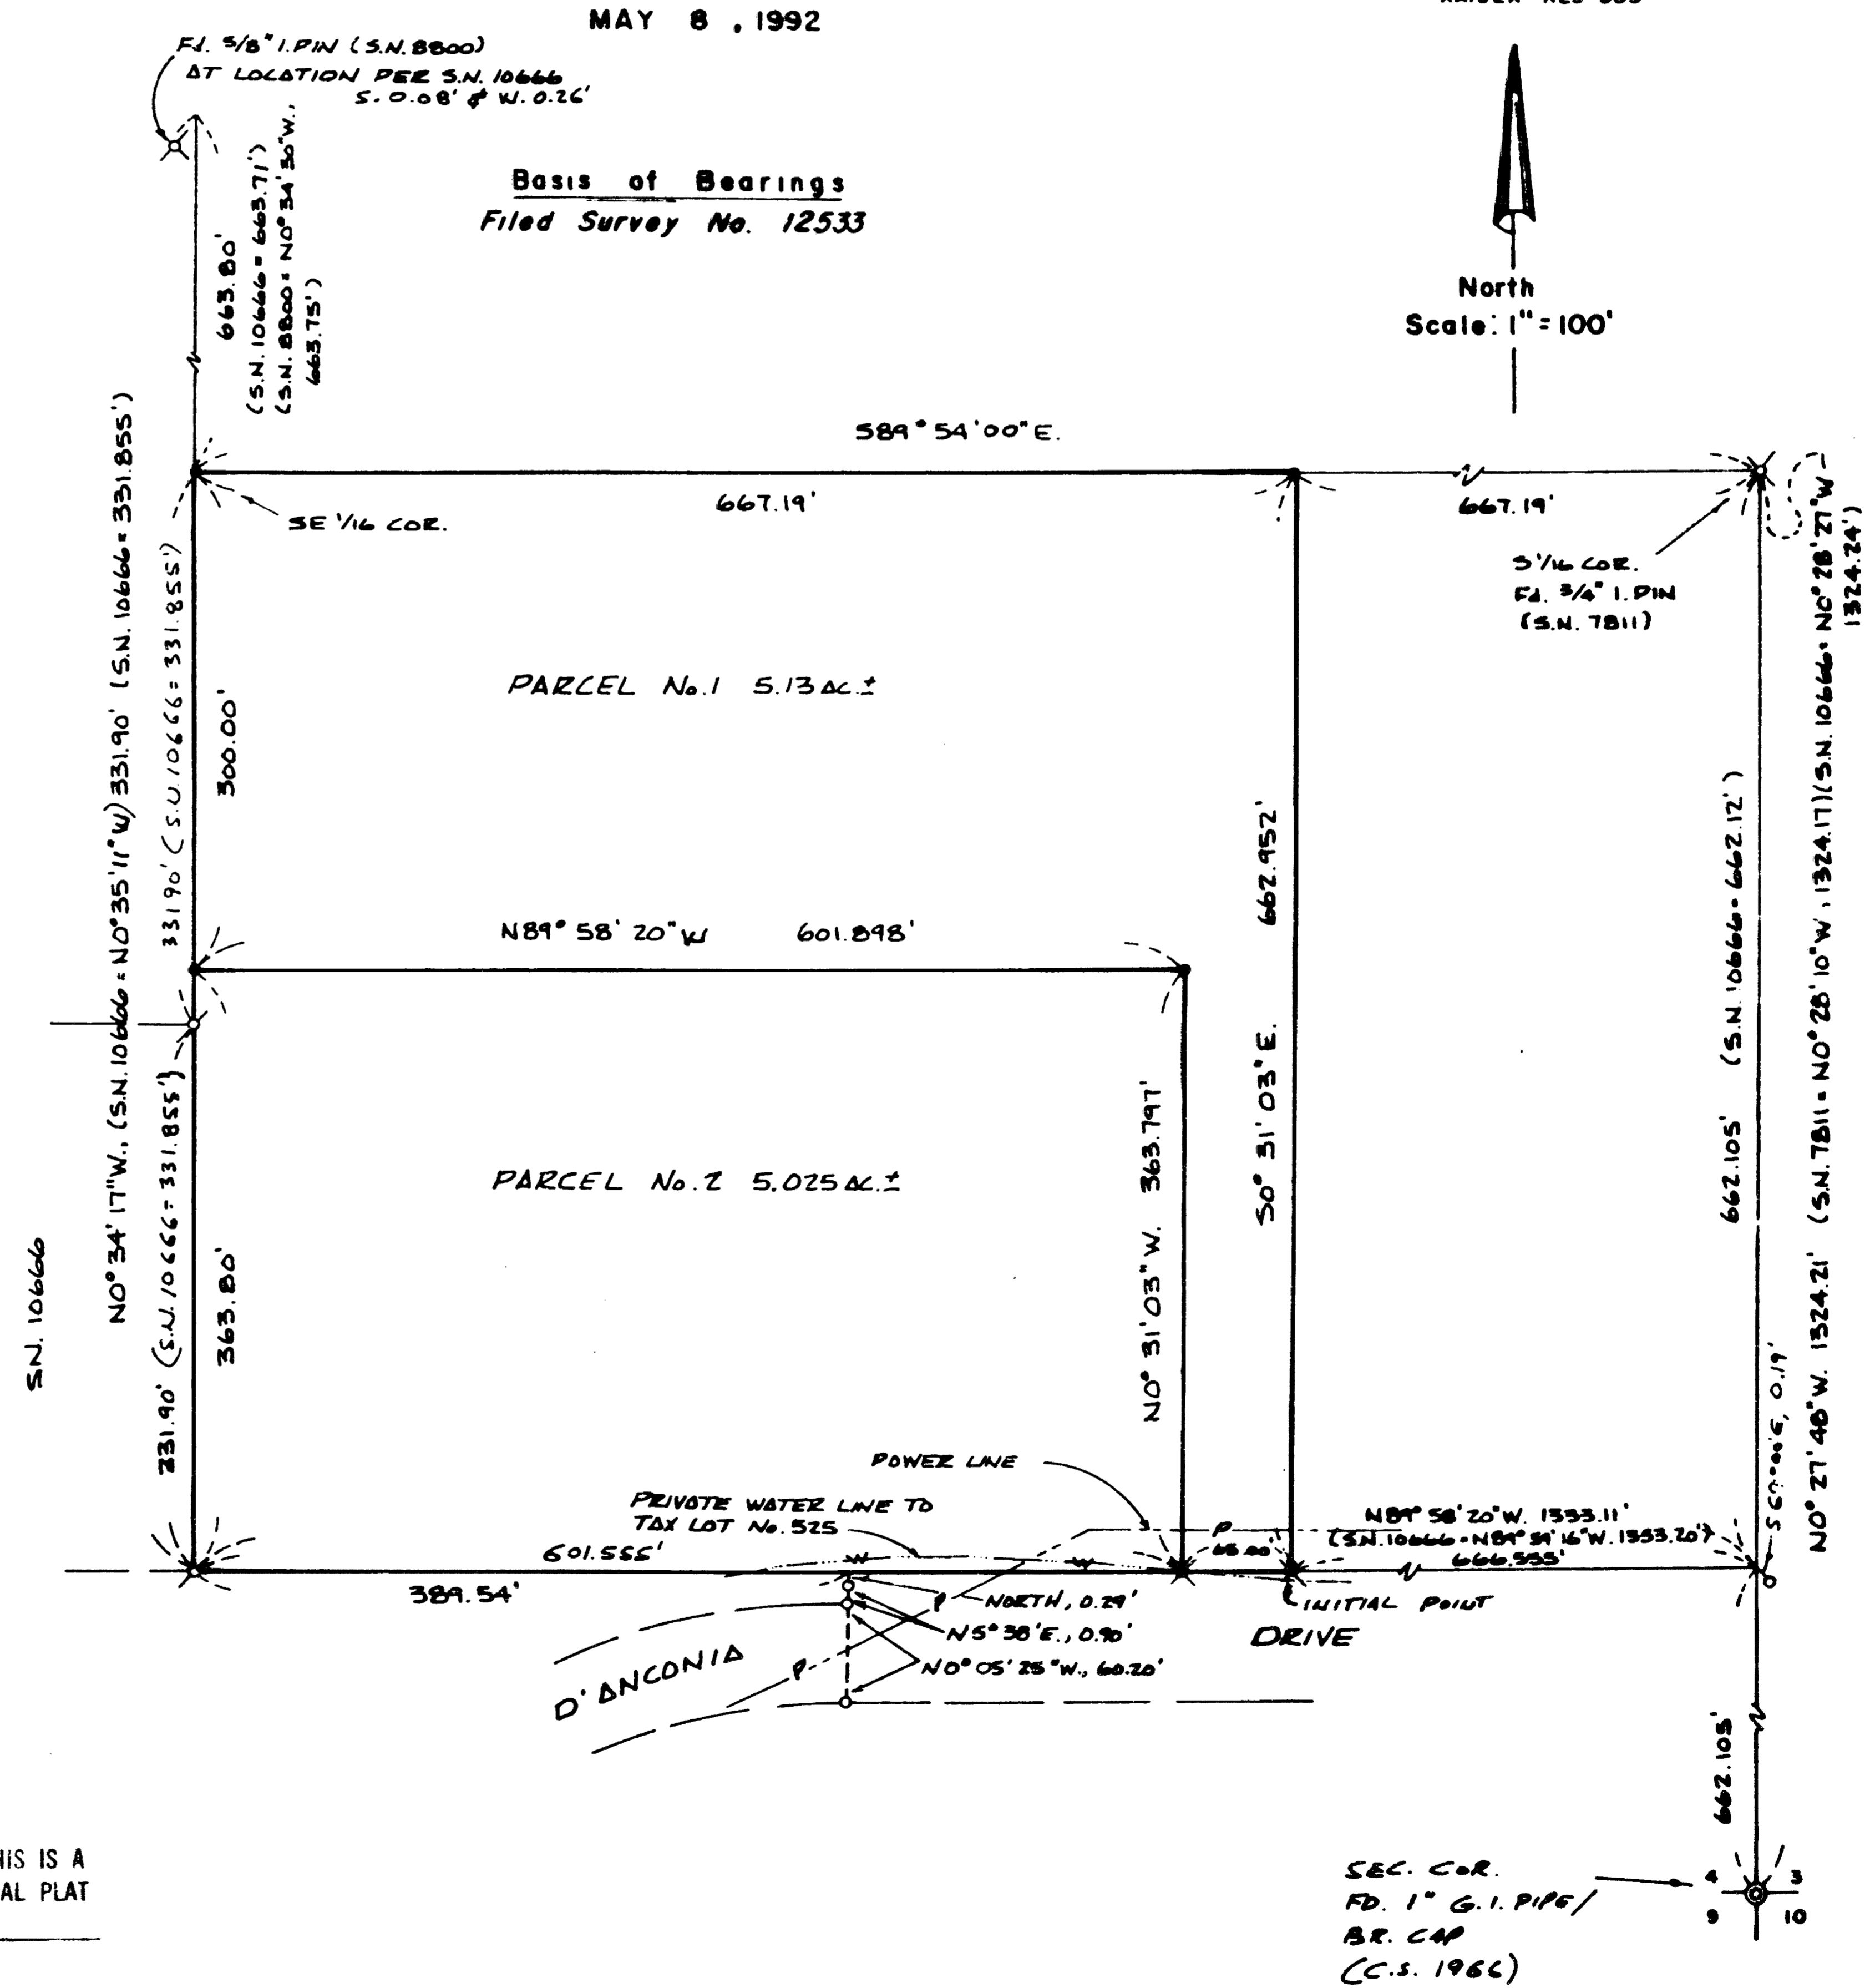 MAY 8 , 1992
Fd. 5/8" I.PIN (S.N. 8800)
AT LOCATION PER S.N. 10666
S. 0.08' & W. 0.26'
663.80'
(S.N. 10666 = 663.71')
(S.N. 8800 = N0° 34' 30" W.,
663.75')
Basis of Bearings
Filed Survey No. 12533
North
Scale: 1" = 100'
S89° 54' 00" E.
667.19'
667.19'
SE 1/16 COR.
S 1/16 COR.
Fd. 3/4" I.PIN
(S.N. 7811)
N0° 34' 17" W., (S.N. 10666 = N0° 35' 11" W) 331.90' (S.N. 10666 = 331.855')
331.90' (S.N. 10666 = 331.855')
300.00'
PARCEL No. 1 5.13 AC.±
S0° 31' 03" E. 662.952'
662.105' (S.N. 10666 = 662.12')
N0° 27' 48" W. 1324.21' (S.N. 7811 = N0° 28' 10" W, 1324.17) (S.N. 10666 = N0° 28' 27" W
1324.24')
N89° 58' 20" W 601.898'
PARCEL No. 2 5.025 AC.±
N0° 31' 03" W. 363.797'
S.N. 10666
331.90' (S.N. 10666 = 331.855')
363.80'
POWER LINE
PRIVATE WATER LINE TO
TAX LOT No. 525
601.555'
W
W
P
65.00'
N89° 58' 20" W. 1333.11'
(S.N. 10666 = N89° 59' 16" W. 1333.20')
666.555'
S 67°00'E, 0.19'
389.54'
NORTH, 0.29'
N5° 38' E., 0.90'
N0° 05' 25" W., 60.20'
INITIAL POINT
P
P
D'ANCONIA
DRIVE
662.105'
HIS IS A
AL PLAT
SEC. COR.
FD. 1" G.I. PIPE /
BR. CAP
(C.S. 1966)
4 3
9 10